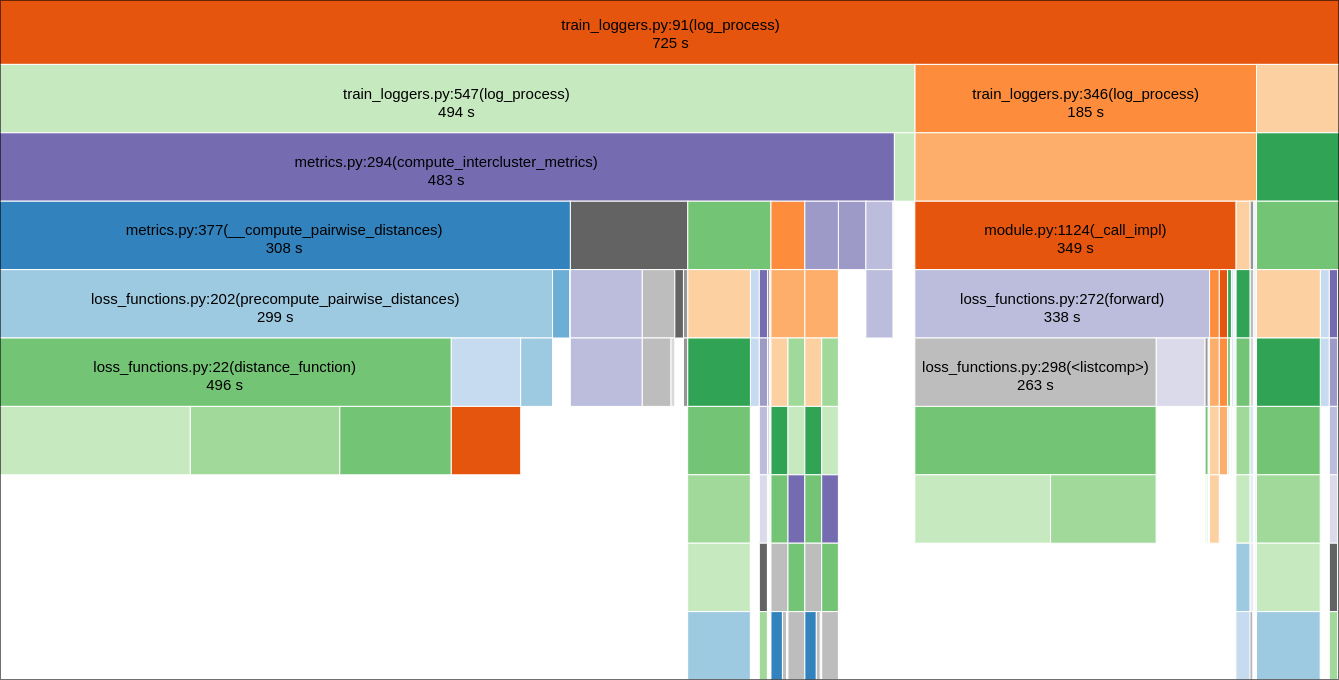 train_loggers.py:91(log_process)
725 s
train_loggers.py:547(log_process)
494 s
train_loggers.py:346(log_process)
185 s
metrics.py:294(compute_intercluster_metrics)
483 s
metrics.py:377(__compute_pairwise_distances)
308 s
module.py:1124(_call_impl)
349 s
loss_functions.py:202(precompute_pairwise_distances)
299 s
loss_functions.py:272(forward)
338 s
loss_functions.py:22(distance_function)
496 s
loss_functions.py:298(<listcomp>)
263 s